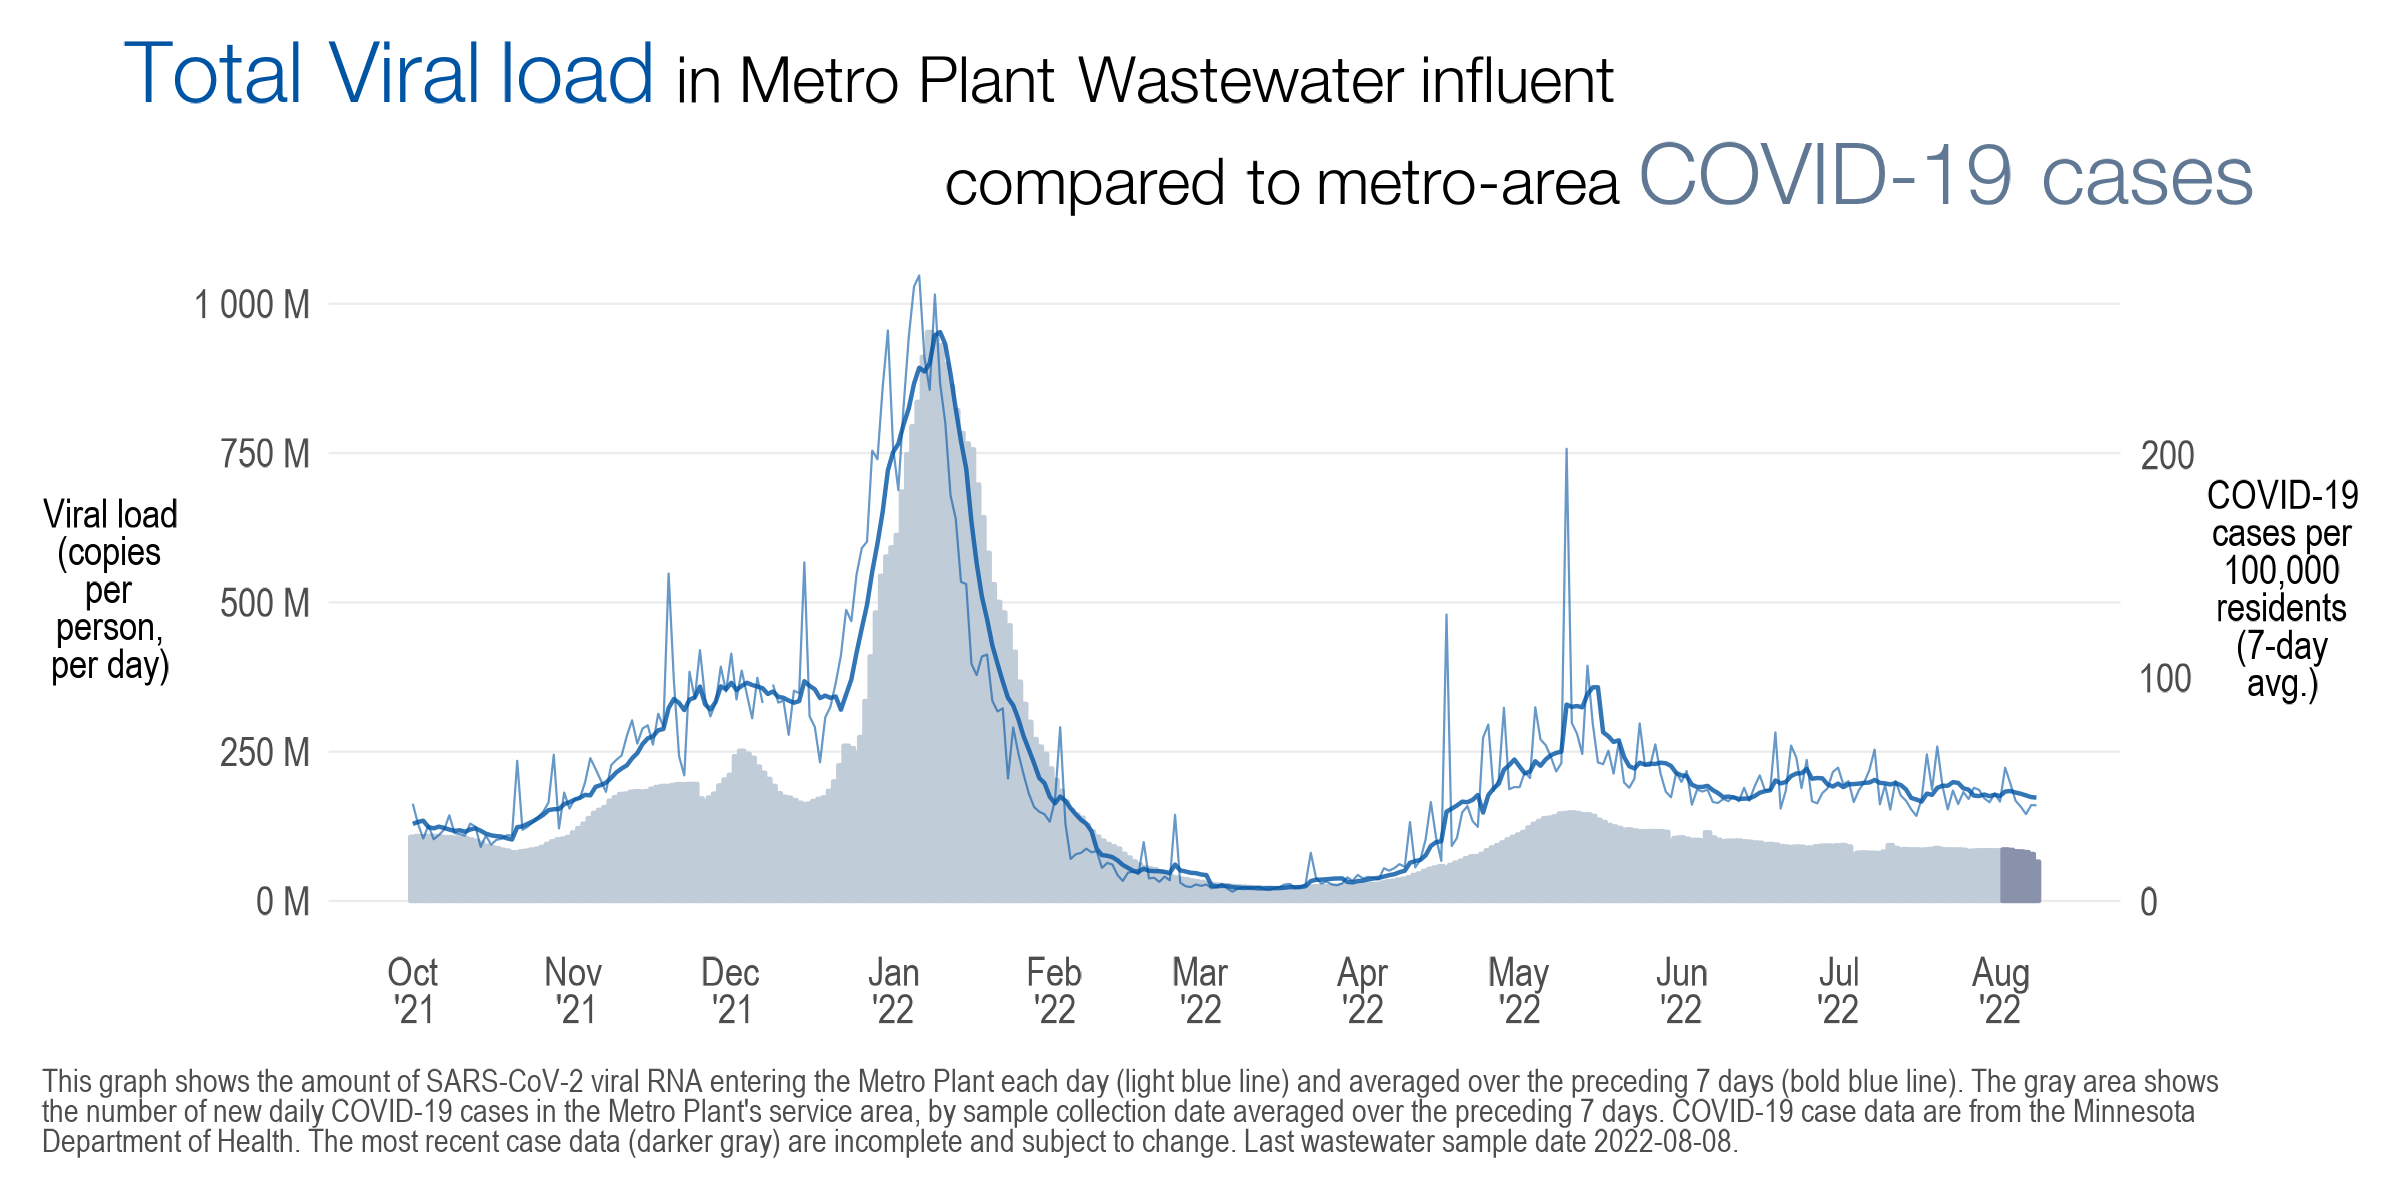 Total Viral load in Metro Plant Wastewater influent
compared to metro-area COVID-19 cases
1 000 M
750 M
500 M
250 M
0 M
Viral load
(copies
per
person,
per day)
200
100
0
COVID-19
cases per
100,000
residents
(7-day
avg.)
Oct '21
Nov '21
Dec '21
Jan '22
Feb '22
Mar '22
Apr '22
May '22
Jun '22
Jul '22
Aug '22
This graph shows the amount of SARS-CoV-2 viral RNA entering the Metro Plant each day (light blue line) and averaged over the preceding 7 days (bold blue line). The gray area shows
the number of new daily COVID-19 cases in the Metro Plant's service area, by sample collection date averaged over the preceding 7 days. COVID-19 case data are from the Minnesota
Department of Health. The most recent case data (darker gray) are incomplete and subject to change. Last wastewater sample date 2022-08-08.